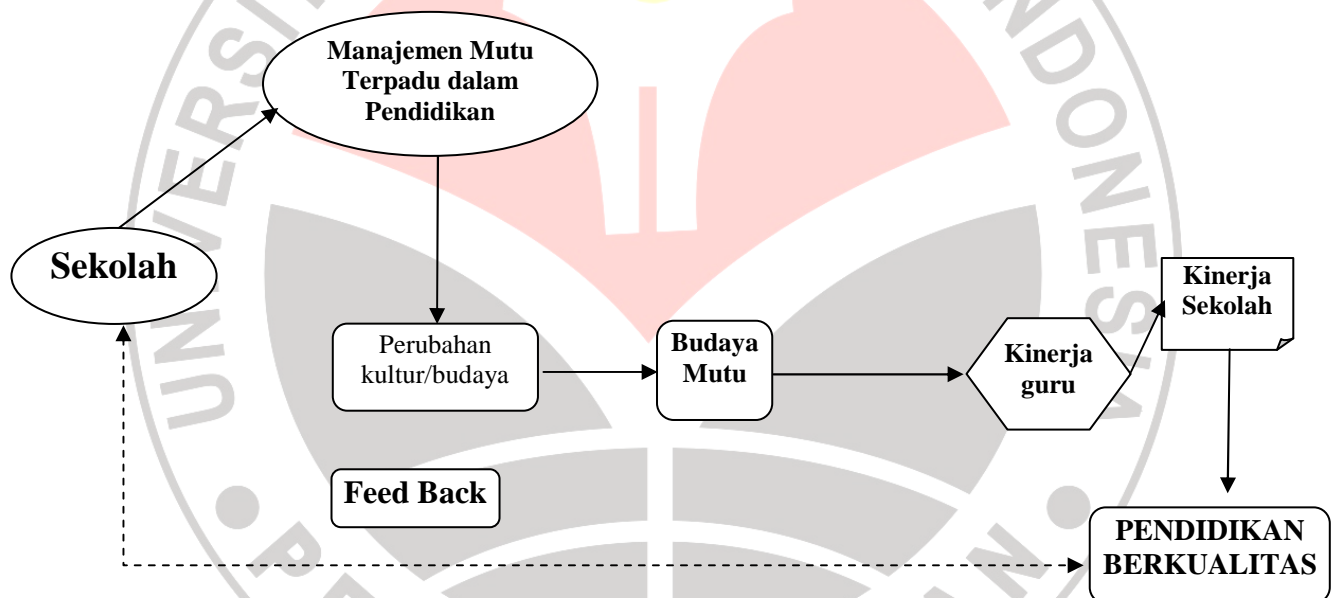 Manajemen Mutu
Terpadu dalam
Pendidikan
Sekolah
Perubahan
kultur/budaya
Budaya
Mutu
Kinerja
guru
Kinerja
Sekolah
Feed Back
PENDIDIKAN
BERKUALITAS